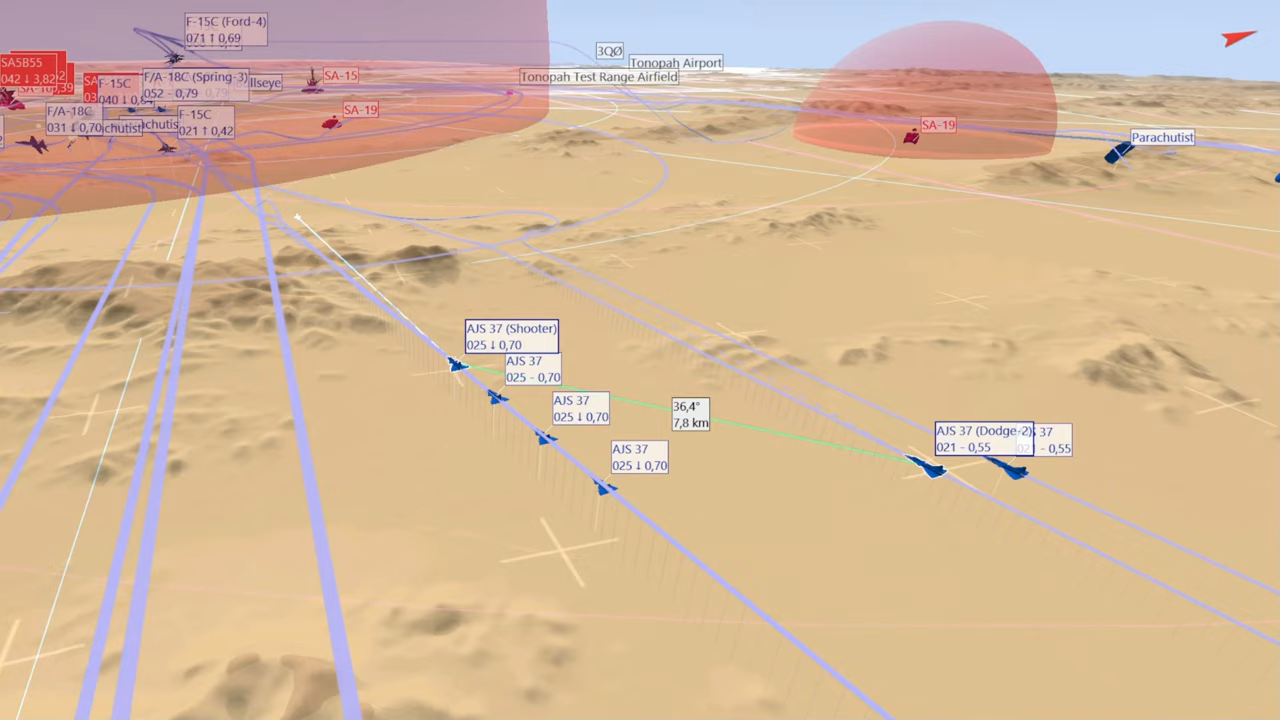 F-15C (Ford-4)
071 ↑ 0,69
SA5B55
042 ↓ 3,82
F-15C
040 ↓
F/A-18C (Spring-3)
052 - 0,79
llseye
SA-15
3QØ
Tonopah Airport
Tonopah Test Range Airfield
F/A-18C
031 ↓ 0,70
achutist
achutis
F-15C
021 ↑ 0,42
SA-19
SA-19
Parachutist
AJS 37 (Shooter)
025 ↓ 0,70
AJS 37
025 - 0,70
AJS 37
025 ↓ 0,70
AJS 37
025 ↓ 0,70
36,4°
7,8 km
AJS 37 (Dodge-2)
021 - 0,55
37
- 0,55